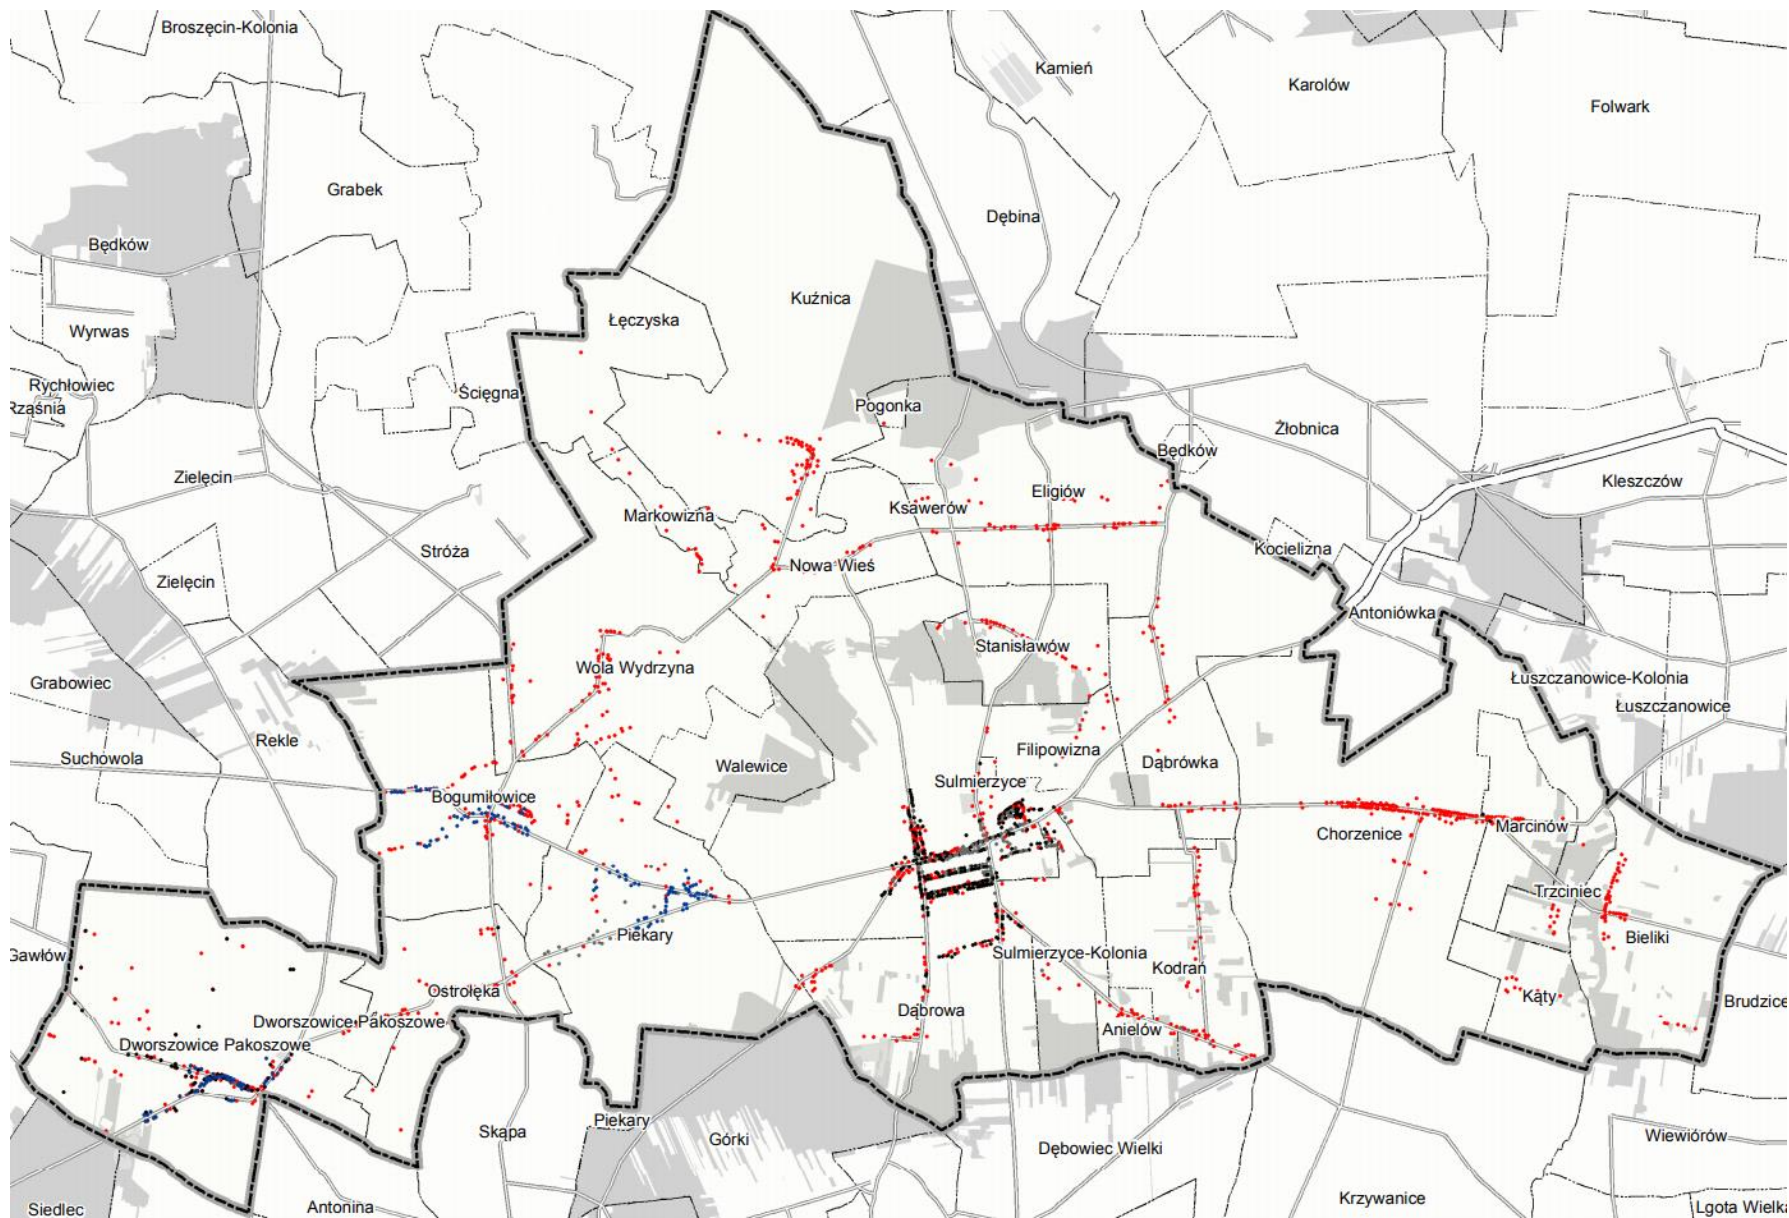 Broszęcin-Kolonia
Kamień
Karolów
Folwark
Grabek
Dębina
Będków
Kuźnica
Łęczyska
Wyrwas
Rychłowiec
Rząśnia
Ścięgna
Pogonka
Żłobnica
Będków
Zielęcin
Kleszczów
Eligiów
Ksawerów
Markowizna
Stróża
Kocielizna
Nowa Wieś
Zielęcin
Antoniówka
Stanisławów
Wola Wydrzyna
Grabowiec
Łuszczanowice-Kolonia
Łuszczanowice
Rekle
Suchowola
Filipowizna
Walewice
Dąbrówka
Sulmierzyce
Bogumiłowice
Chorzenice
Marcinów
Trzciniec
Piekary
Bieliki
Gawłów
Sulmierzyce-Kolonia
Kodrań
Ostrołęka
Kąty
Brudzice
Dąbrowa
Dworszowice Pakoszowe
Anielów
Dworszowice Pakoszowe
Piekary
Skąpa
Górki
Dębowiec Wielki
Wiewiórów
Krzywanice
Siedlec
Antonina
Lgota Wielka